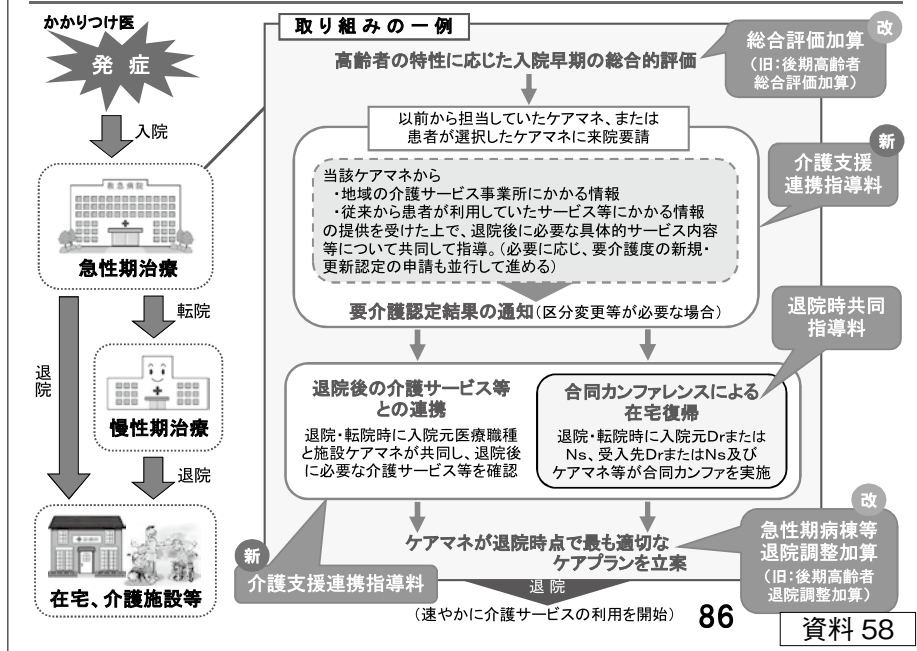 かかりつけ医
発症
入院
救急病院
急性期治療
転院
退院
慢性期治療
退院
在宅、介護施設等
取り組みの一例
高齢者の特性に応じた入院早期の総合的評価
改
総合評価加算
（旧：後期高齢者
総合評価加算）
以前から担当していたケアマネ、または
患者が選択したケアマネに来院要請
新
介護支援
連携指導料
当該ケアマネから
・地域の介護サービス事業所にかかる情報
・従来から患者が利用していたサービス等にかかる情報
の提供を受けた上で、退院後に必要な具体的サービス内容
等について共同して指導。（必要に応じ、要介護度の新規・
更新認定の申請も並行して進める）
要介護認定結果の通知（区分変更等が必要な場合）
退院時共同
指導料
退院後の介護サービス等
との連携
退院・転院時に入院元医療職種
と施設ケアマネが共同し、退院後
に必要な介護サービス等を確認
合同カンファレンスによる
在宅復帰
退院・転院時に入院元Drまたは
Ns、受入先DrまたはNs及び
ケアマネ等が合同カンファを実施
新
介護支援連携指導料
ケアマネが退院時点で最も適切な
ケアプランを立案
改
急性期病棟等
退院調整加算
（旧：後期高齢者
退院調整加算）
退院
（速やかに介護サービスの利用を開始）
86
資料 58